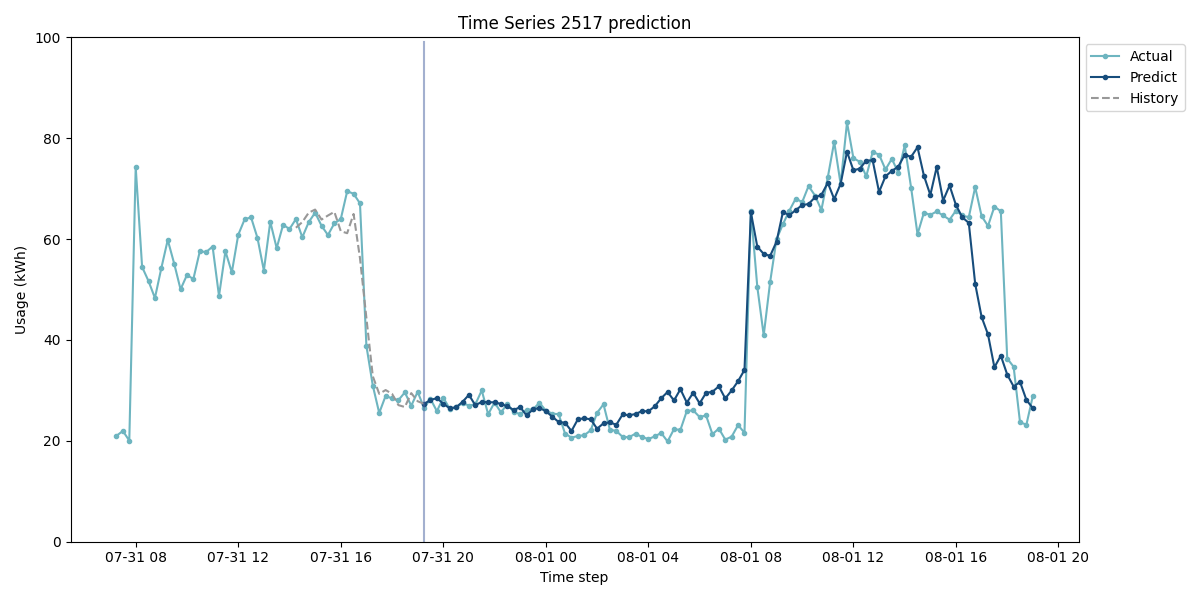 Time Series 2517 prediction
100
80
60
40
20
0
Usage (kWh)
07-31 08
07-31 12
07-31 16
07-31 20
08-01 00
08-01 04
08-01 08
08-01 12
08-01 16
08-01 20
Time step
Actual
Predict
History